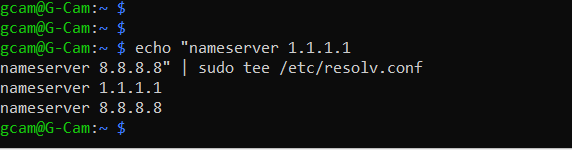 gcam@G-Cam:~ $
gcam@G-Cam:~ $
gcam@G-Cam:~ $ echo "nameserver 1.1.1.1
nameserver 8.8.8.8" | sudo tee /etc/resolv.conf
nameserver 1.1.1.1
nameserver 8.8.8.8
gcam@G-Cam:~ $